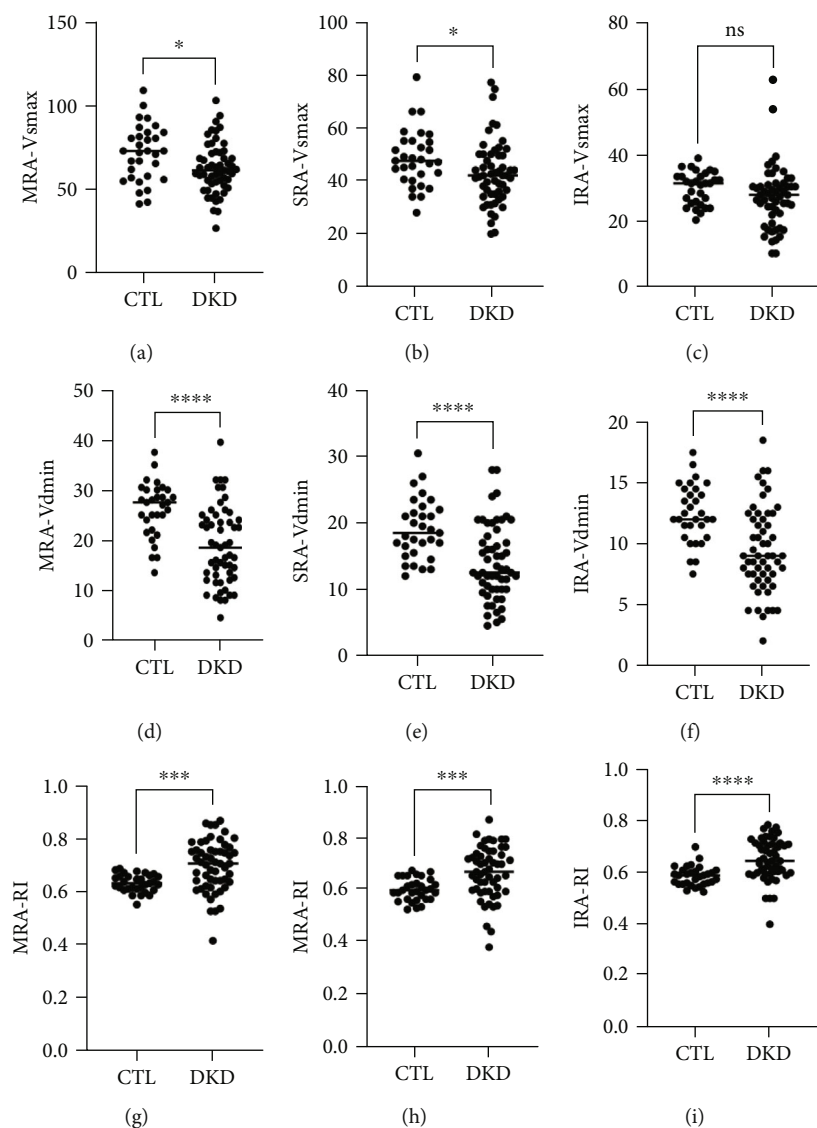 *
MRA-Vsmax
150
100
50
0
CTL DKD
(a)
*
SRA-Vsmax
100
80
60
40
20
0
CTL DKD
(b)
ns
IRA-Vsmax
80
60
40
20
0
CTL DKD
(c)
****
MRA-Vdmin
50
40
30
20
10
0
CTL DKD
(d)
****
SRA-Vdmin
40
30
20
10
0
CTL DKD
(e)
****
IRA-Vdmin
20
15
10
5
0
CTL DKD
(f)
***
MRA-RI
1.0
0.8
0.6
0.4
0.2
0.0
CTL DKD
(g)
***
MRA-RI
1.0
0.8
0.6
0.4
0.2
0.0
CTL DKD
(h)
****
IRA-RI
1.0
0.8
0.6
0.4
0.2
0.0
CTL DKD
(i)